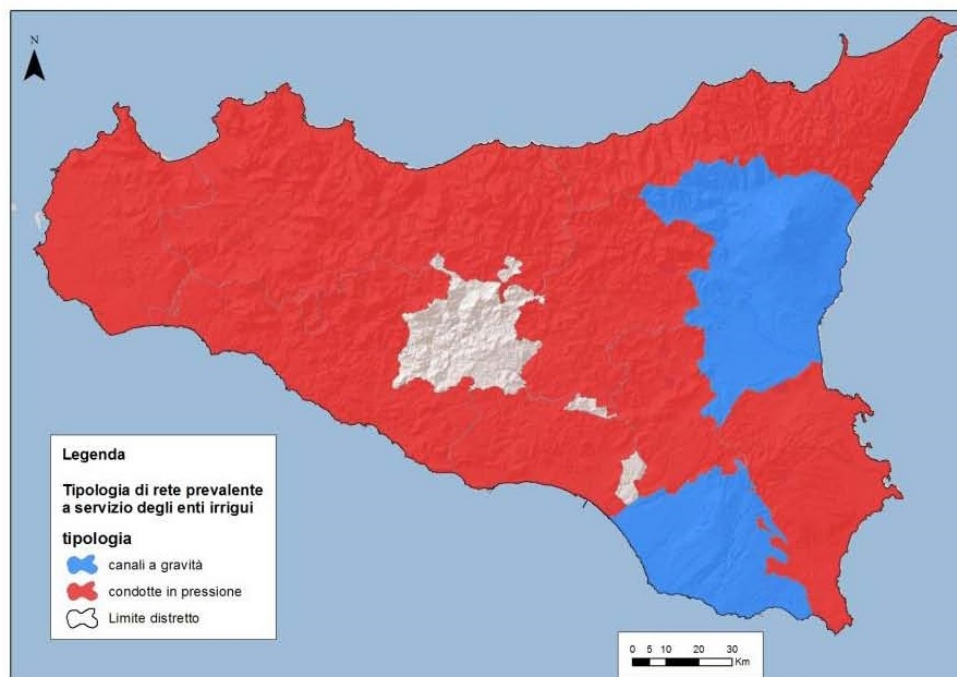 N
Legenda
Tipologia di rete prevalente
a servizio degli enti irrigui
tipologia
canali a gravità
condotte in pressione
Limite distretto
0 5 10 20 30
Km